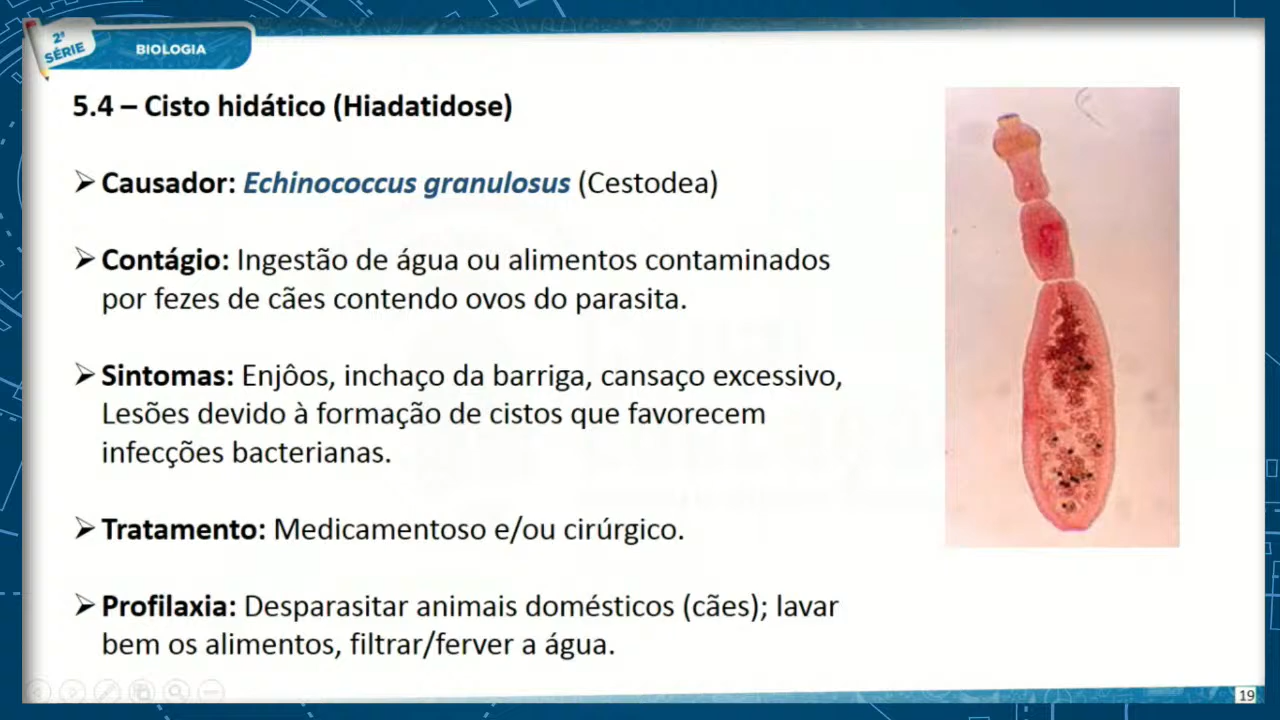 2ª
SÉRIE
BIOLOGIA
5.4 – Cisto hidático (Hiadatidose)
➢ Causador: Echinococcus granulosus (Cestodea)
➢ Contágio: Ingestão de água ou alimentos contaminados
por fezes de cães contendo ovos do parasita.
➢ Sintomas: Enjôos, inchaço da barriga, cansaço excessivo,
Lesões devido à formação de cistos que favorecem
infecções bacterianas.
➢ Tratamento: Medicamentoso e/ou cirúrgico.
➢ Profilaxia: Desparasitar animais domésticos (cães); lavar
bem os alimentos, filtrar/ferver a água.
19